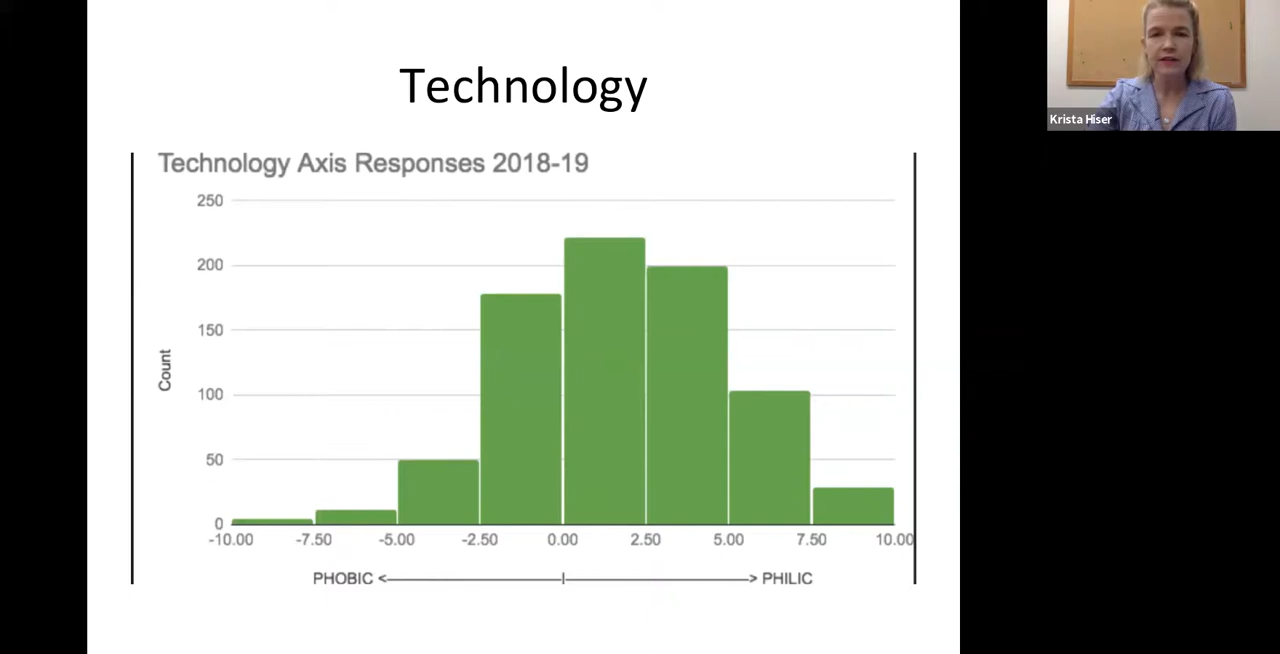 Technology
Krista Hiser
Technology Axis Responses 2018-19
250
200
150
100
50
0
Count
-10.00 -7.50 -5.00 -2.50 0.00 2.50 5.00 7.50 10.00
PHOBIC <——————|——————> PHILIC